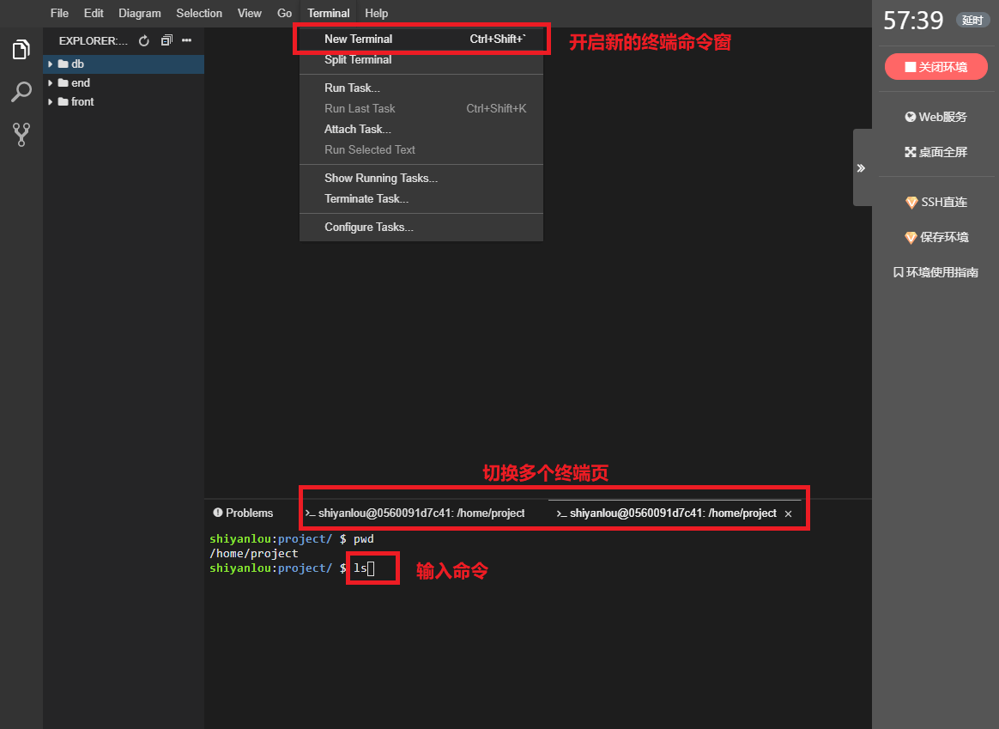 File Edit Diagram Selection View Go Terminal Help
57:39 延时
EXPLORER:...
db
end
front
New Terminal Ctrl+Shift+`
Split Terminal
Run Task...
Run Last Task Ctrl+Shift+K
Attach Task...
Run Selected Text
Show Running Tasks...
Terminate Task...
Configure Tasks...
开启新的终端命令窗
关闭环境
Web服务
桌面全屏
SSH直连
保存环境
环境使用指南
切换多个终端页
Problems >_ shiyanlou@0560091d7c41: /home/project >_ shiyanlou@0560091d7c41: /home/project ×
shiyanlou:project/ $ pwd
/home/project
shiyanlou:project/ $ ls
输入命令